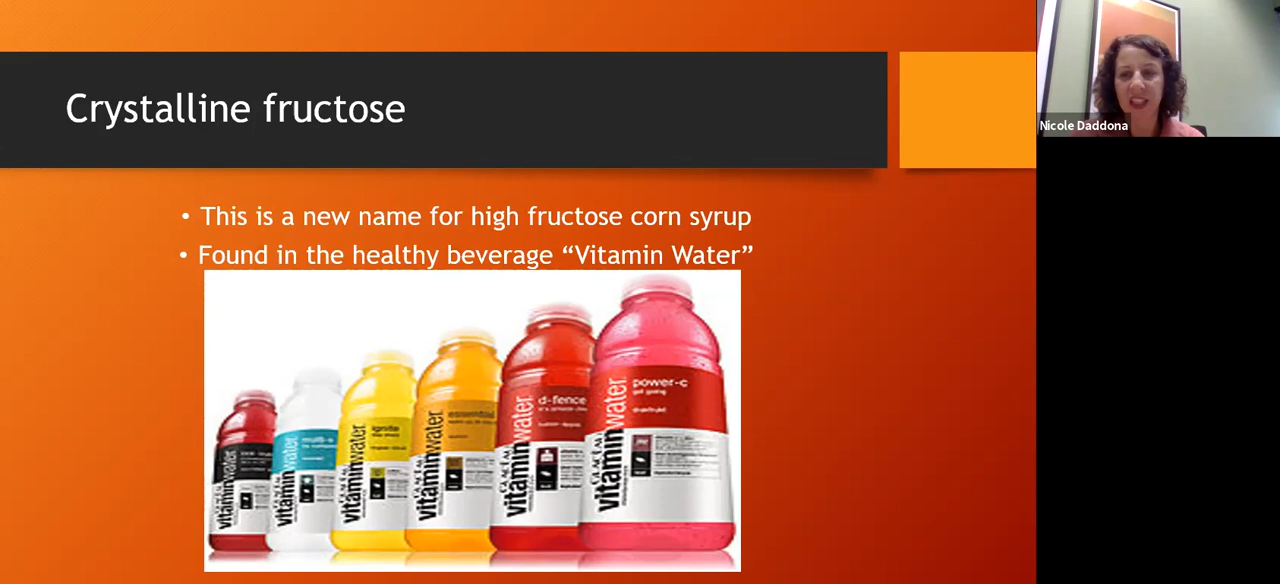 Crystalline fructose
Nicole Daddona
• This is a new name for high fructose corn syrup
• Found in the healthy beverage “Vitamin Water”
power-c
d-fence
ignite
essential
multi-v
vitaminwater
vitaminwater
vitaminwater
vitaminwater
vitaminwater
vitaminwater